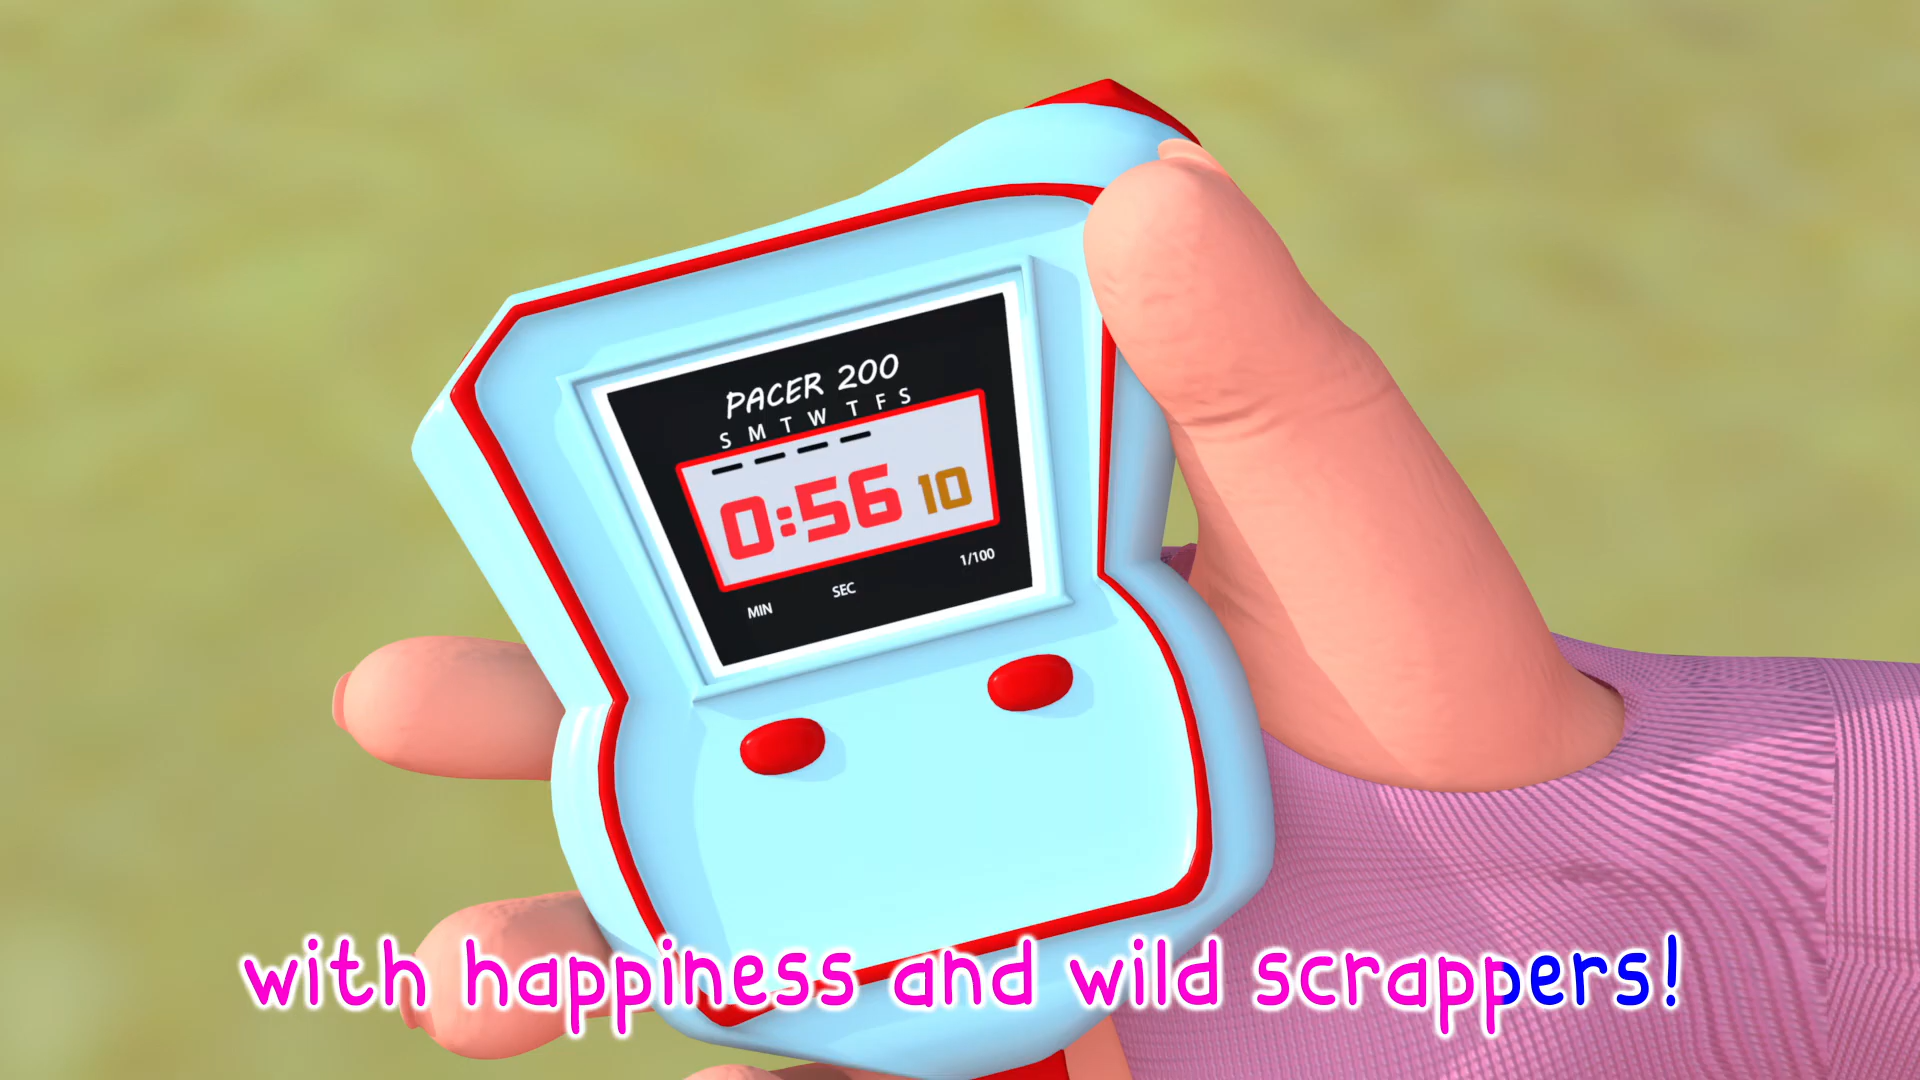 PACER 200
S M T W T F S
0:56 10
MIN SEC 1/100
with happiness and wild scrappers!